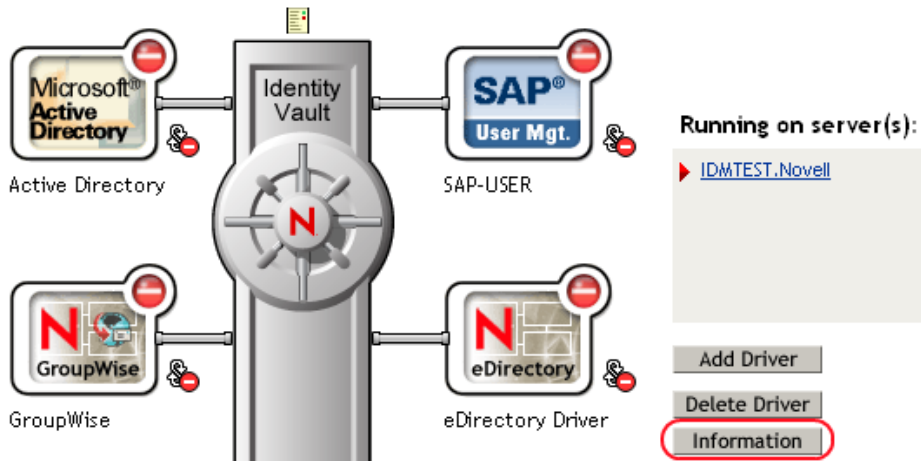 Microsoft®
Active
Directory
Active Directory
Identity
Vault
N
SAP®
User Mgt.
SAP-USER
N
GroupWise
GroupWise
N
eDirectory
eDirectory Driver
Running on server(s):
IDMTEST.Novell
Add Driver
Delete Driver
Information